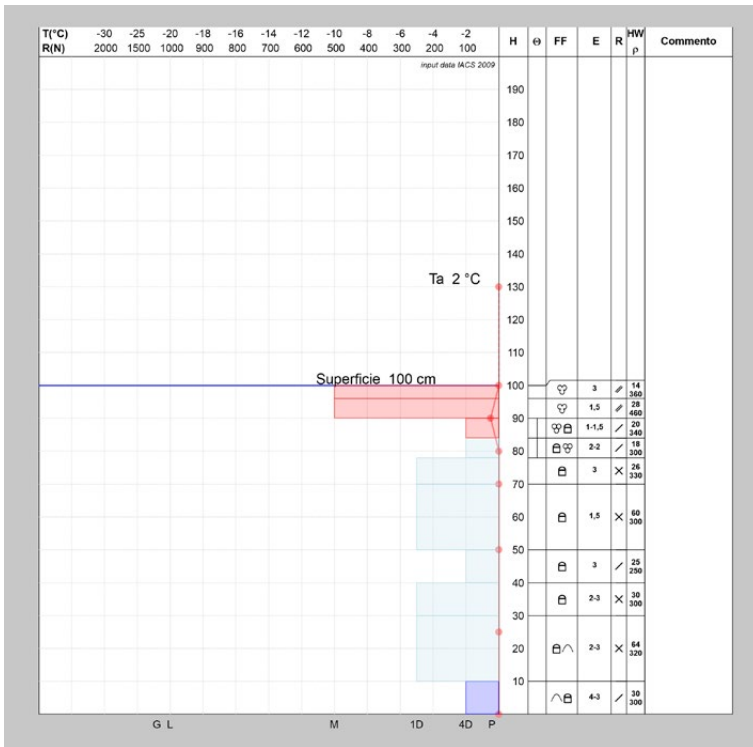 T(°C) -30 -25 -20 -18 -16 -14 -12 -10 -8 -6 -4 -2
R(N) 2000 1500 1000 900 800 700 600 500 400 300 200 100
H Θ FF E R HW ρ Commento
input data IACS 2009
190
180
170
160
150
140
Ta 2 °C
130
120
110
Superficie 100 cm
100
3 14 360
1,5 28 460
90
1-1,5 20 340
2-2 18 300
80
3 26 330
70
60
1,5 60 300
50
3 25 250
40
2-3 30 300
30
20
2-3 64 320
10
4-3 30 300
G L M 1D 4D P